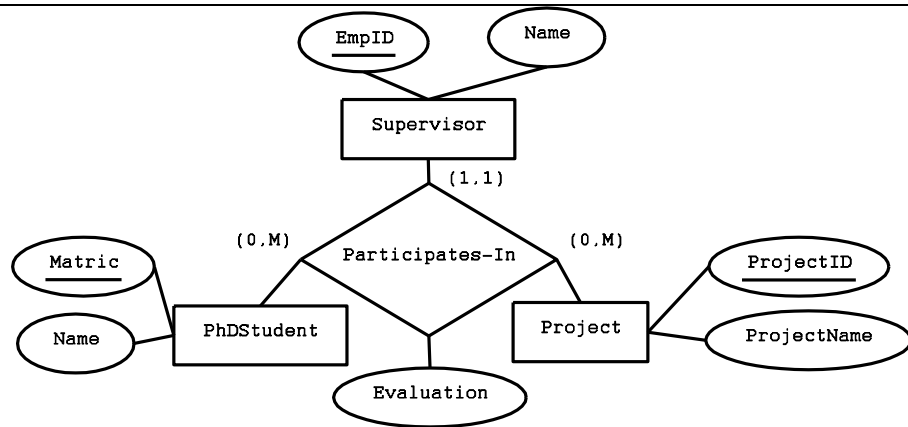 EmpID
Name
Supervisor
(1,1)
(0,M)
(0,M)
Participates-In
Matric
ProjectID
PhDStudent
Project
Name
ProjectName
Evaluation